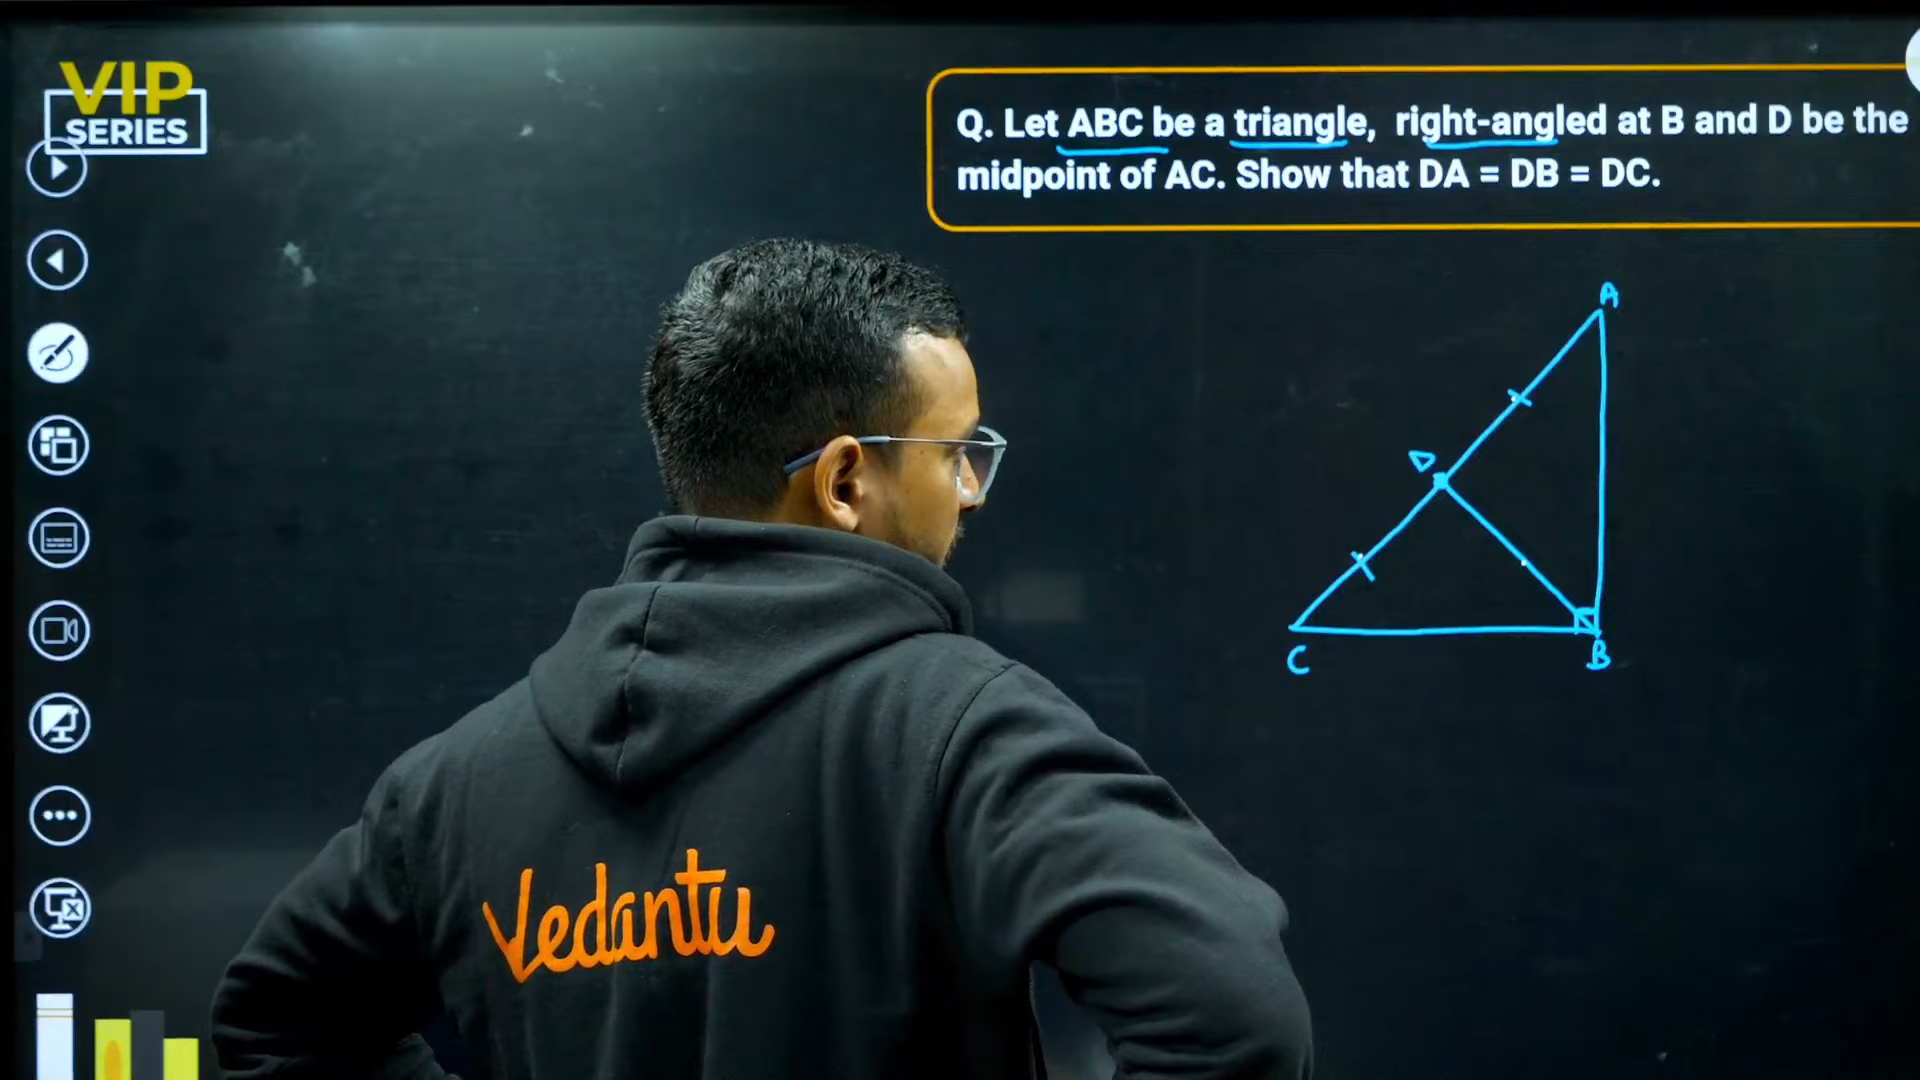 VIP
SERIES
Q. Let ABC be a triangle, right-angled at B and D be the
midpoint of AC. Show that DA = DB = DC.
A
D
C
B
Vedantu